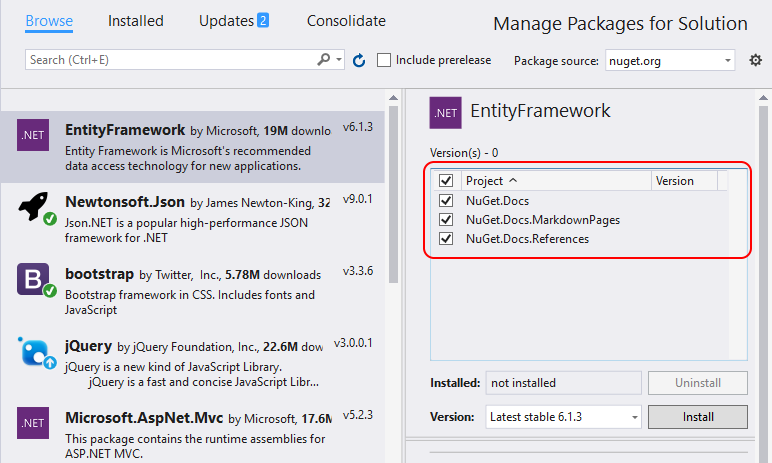 Browse Installed Updates 2 Consolidate Manage Packages for Solution
Search (Ctrl+E) Include prerelease Package source: nuget.org
.NET EntityFramework by Microsoft, 19M downlo v6.1.3
Entity Framework is Microsoft's recommended
data access technology for new applications.
Newtonsoft.Json by James Newton-King, 32 v9.0.1
Json.NET is a popular high-performance JSON
framework for .NET
B bootstrap by Twitter, Inc., 5.78M downloads v3.3.6
Bootstrap framework in CSS. Includes fonts and
JavaScript
jQuery by jQuery Foundation, Inc., 22.6M dow v3.0.0.1
jQuery is a new kind of JavaScript Library.
jQuery is a fast and concise JavaScript Libr...
.NET Microsoft.AspNet.Mvc by Microsoft, 17.6M v5.2.3
This package contains the runtime assemblies for
ASP.NET MVC.
.NET EntityFramework
Version(s) - 0
Project Version
NuGet.Docs
NuGet.Docs.MarkdownPages
NuGet.Docs.References
Installed: not installed Uninstall
Version: Latest stable 6.1.3 Install